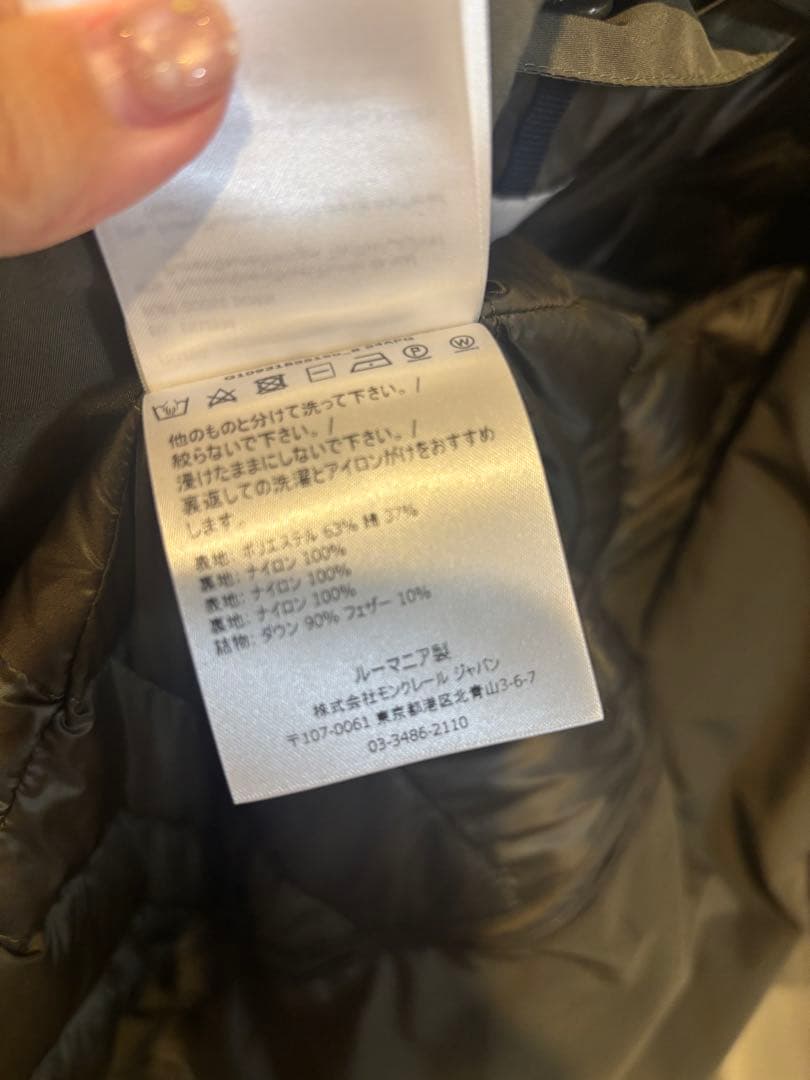 他のものと分けて洗って下さい。/
絞らないで下さい。/
浸けたままにしないで下さい。/
裏返しての洗濯とアイロンがけをおすすめ
します。
表地: ポリエステル 63% 綿 37%
裏地: ナイロン 100%
表地: ナイロン 100%
裏地: ナイロン 100%
詰物: ダウン 90% フェザー 10%
ルーマニア製
株式会社モンクレール ジャパン
〒107-0061 東京都港区北青山3-6-7
03-3486-2110